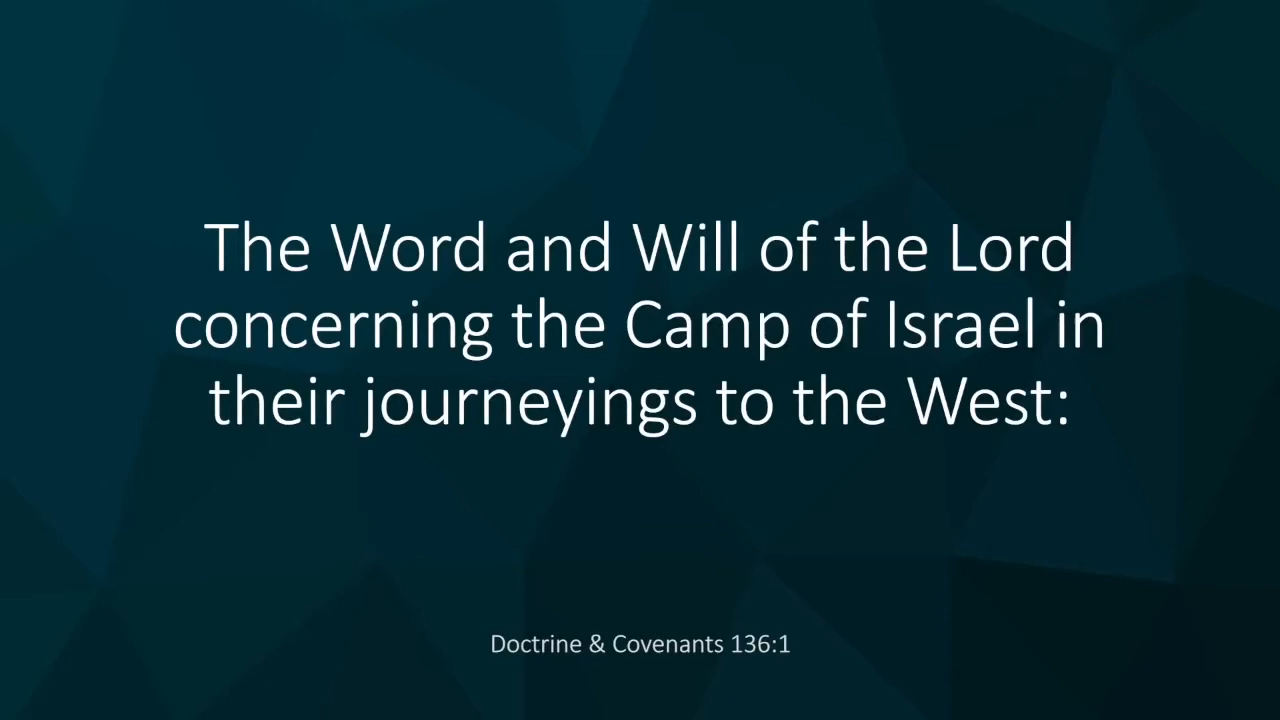 The Word and Will of the Lord
concerning the Camp of Israel in
their journeyings to the West:
Doctrine & Covenants 136:1